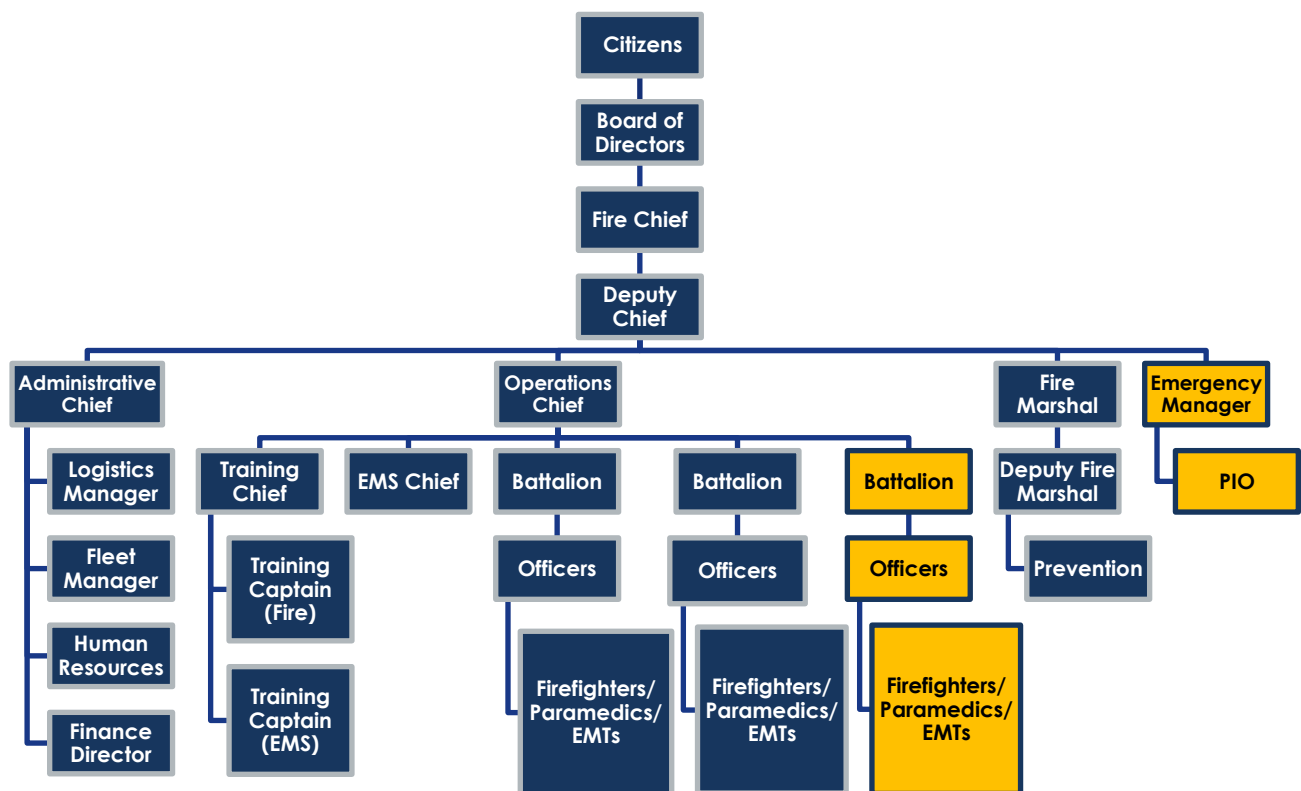 Citizens
Board of
Directors
Fire Chief
Deputy
Chief
Administrative
Chief
Operations
Chief
Fire
Marshal
Emergency
Manager
Logistics
Manager
Training
Chief
EMS Chief
Battalion
Battalion
Battalion
Deputy Fire
Marshal
PIO
Fleet
Manager
Training
Captain
(Fire)
Officers
Officers
Officers
Prevention
Human
Resources
Finance
Director
Training
Captain
(EMS)
Firefighters/
Paramedics/
EMTs
Firefighters/
Paramedics/
EMTs
Firefighters/
Paramedics/
EMTs